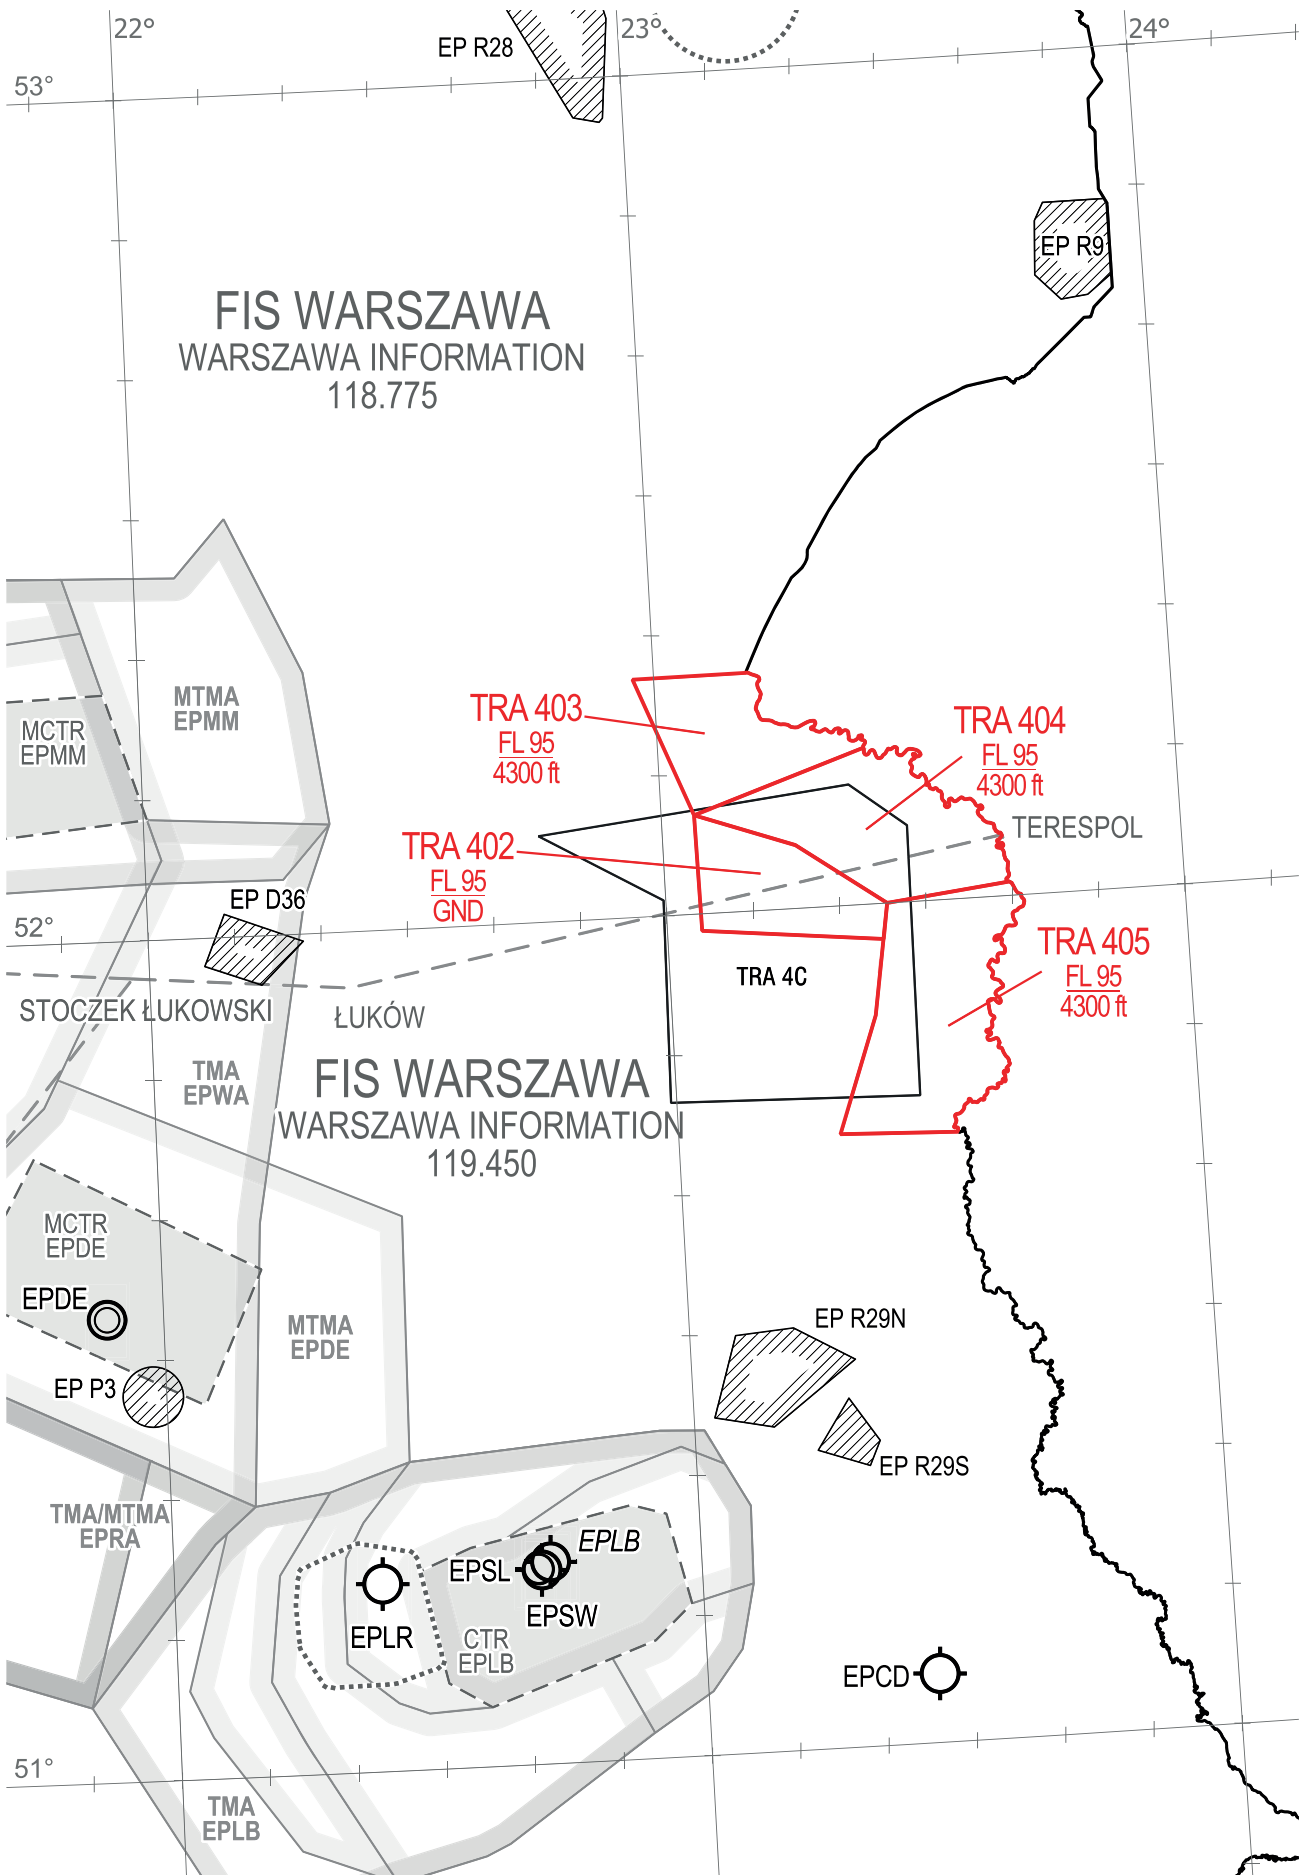 22°
23°
24°
EP R28
53°
EP R9
FIS WARSZAWA
WARSZAWA INFORMATION
118.775
MTMA
EPMM
MCTR
EPMM
TRA 403
FL 95
4300 ft
TRA 404
FL 95
4300 ft
TERESPOL
TRA 402
FL 95
GND
EP D36
52°
TRA 405
FL 95
4300 ft
TRA 4C
STOCZEK ŁUKOWSKI
ŁUKÓW
TMA
EPWA
FIS WARSZAWA
WARSZAWA INFORMATION
119.450
MCTR
EPDE
EPDE
MTMA
EPDE
EP R29N
EP P3
EP R29S
TMA/MTMA
EPRA
EPLB
EPSL
EPSW
EPLR
CTR
EPLB
EPCD
51°
TMA
EPLB